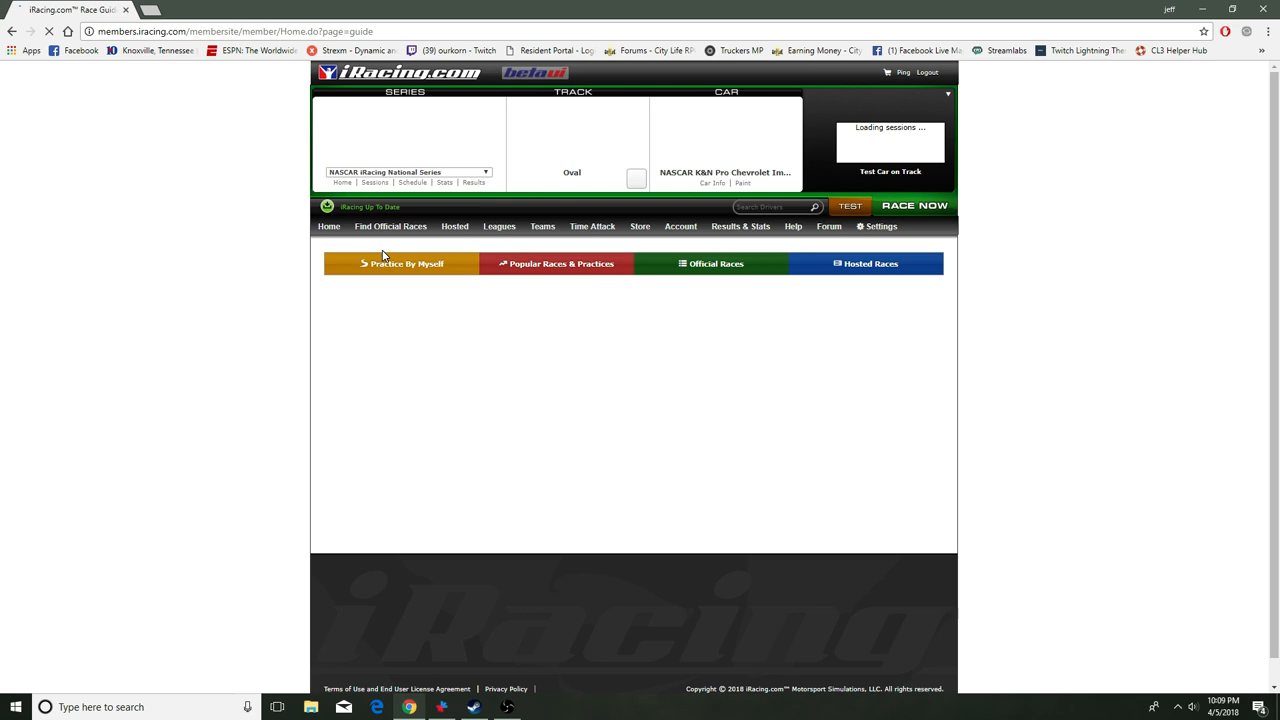 iRacing.com™ Race Guid
jeff
members.iracing.com/membersite/member/Home.do?page=guide
Apps
Facebook
Knoxville, Tennessee
ESPN: The Worldwide
Strexm - Dynamic an
(39) ourkorn - Twitch
Resident Portal - Log
Forums - City Life RP
Truckers MP
Earning Money - City
Facebook Live Ma
Streamlabs
Twitch Lightning The
CL3 Helper Hub
»
iRacing.com
betaui
Ping
Logout
SERIES
TRACK
CAR
Loading sessions ...
NASCAR iRacing National Series
Home | Sessions | Schedule | Stats | Results
Oval
NASCAR K&N Pro Chevrolet Im...
Car Info | Paint
Test Car on Track
iRacing Up To Date
Search Drivers
TEST
RACE NOW
Home
Find Official Races
Hosted
Leagues
Teams
Time Attack
Store
Account
Results & Stats
Help
Forum
Settings
Practice By Myself
Popular Races & Practices
Official Races
Hosted Races
iRacing
Terms of Use and End User License Agreement | Privacy Policy |
Copyright © 2018 iRacing.com™ Motorsport Simulations, LLC. All rights reserved.
Type here to search
10:09 PM
4/5/2018